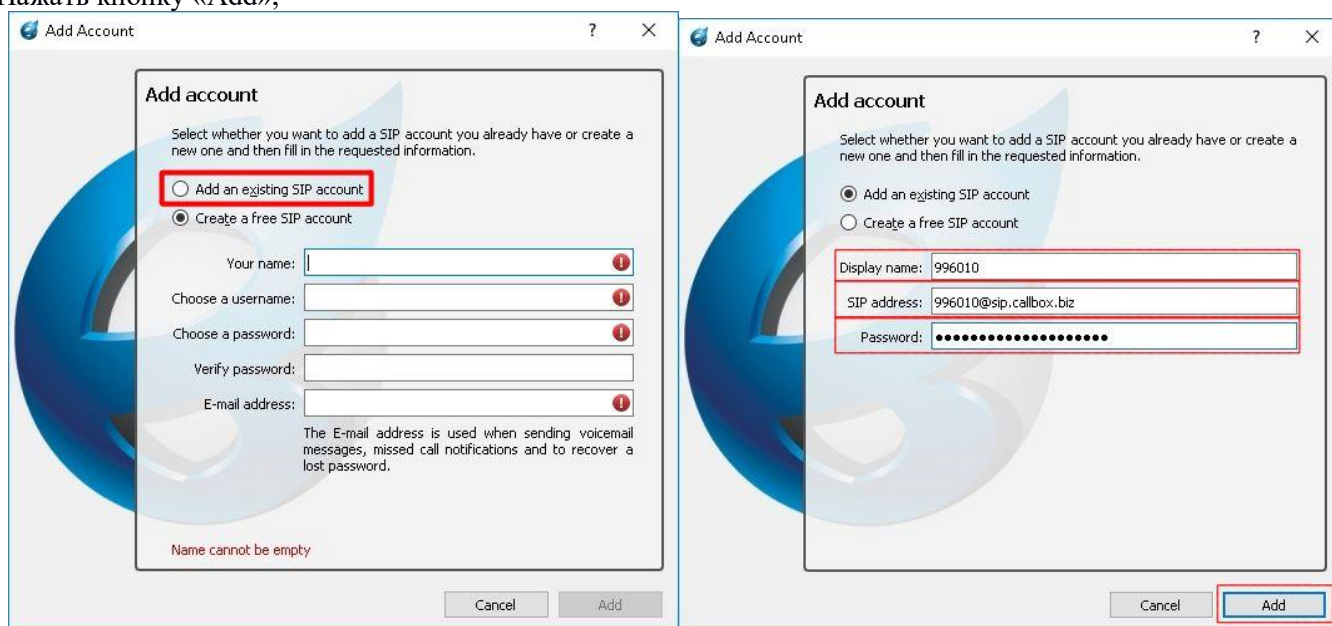 Нажать кнопку «Add»;
Add Account
?
Add account
Select whether you want to add a SIP account you already have or create a
new one and then fill in the requested information.
Add an existing SIP account
Create a free SIP account
Your name:
Choose a username:
Choose a password:
Verify password:
E-mail address:
The E-mail address is used when sending voicemail
messages, missed call notifications and to recover a
lost password.
Name cannot be empty
Cancel
Add
Add Account
?
Add account
Select whether you want to add a SIP account you already have or create a
new one and then fill in the requested information.
Add an existing SIP account
Create a free SIP account
Display name: 996010
SIP address: 996010@sip.callbox.biz
Password: ●●●●●●●●●●●●●●●●●●●●
Cancel
Add